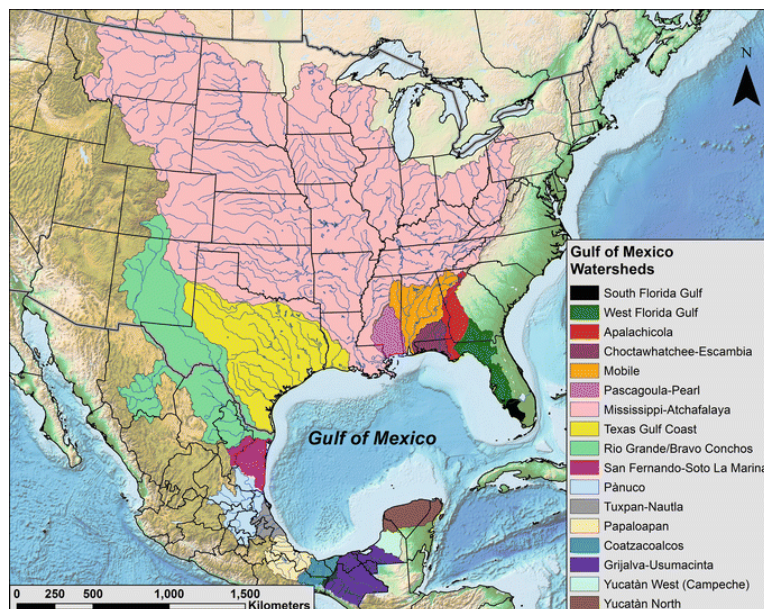 N
Gulf of Mexico
Watersheds
South Florida Gulf
West Florida Gulf
Apalachicola
Choctawhatchee-Escambia
Mobile
Pascagoula-Pearl
Mississippi-Atchafalaya
Texas Gulf Coast
Rio Grande/Bravo Conchos
San Fernando-Soto La Marina
Pànuco
Tuxpan-Nautla
Papaloapan
Coatzacoalcos
Grijalva-Usumacinta
Yucatàn West (Campeche)
Yucatàn North
Gulf of Mexico
0 250 500 1,000 1,500
Kilometers